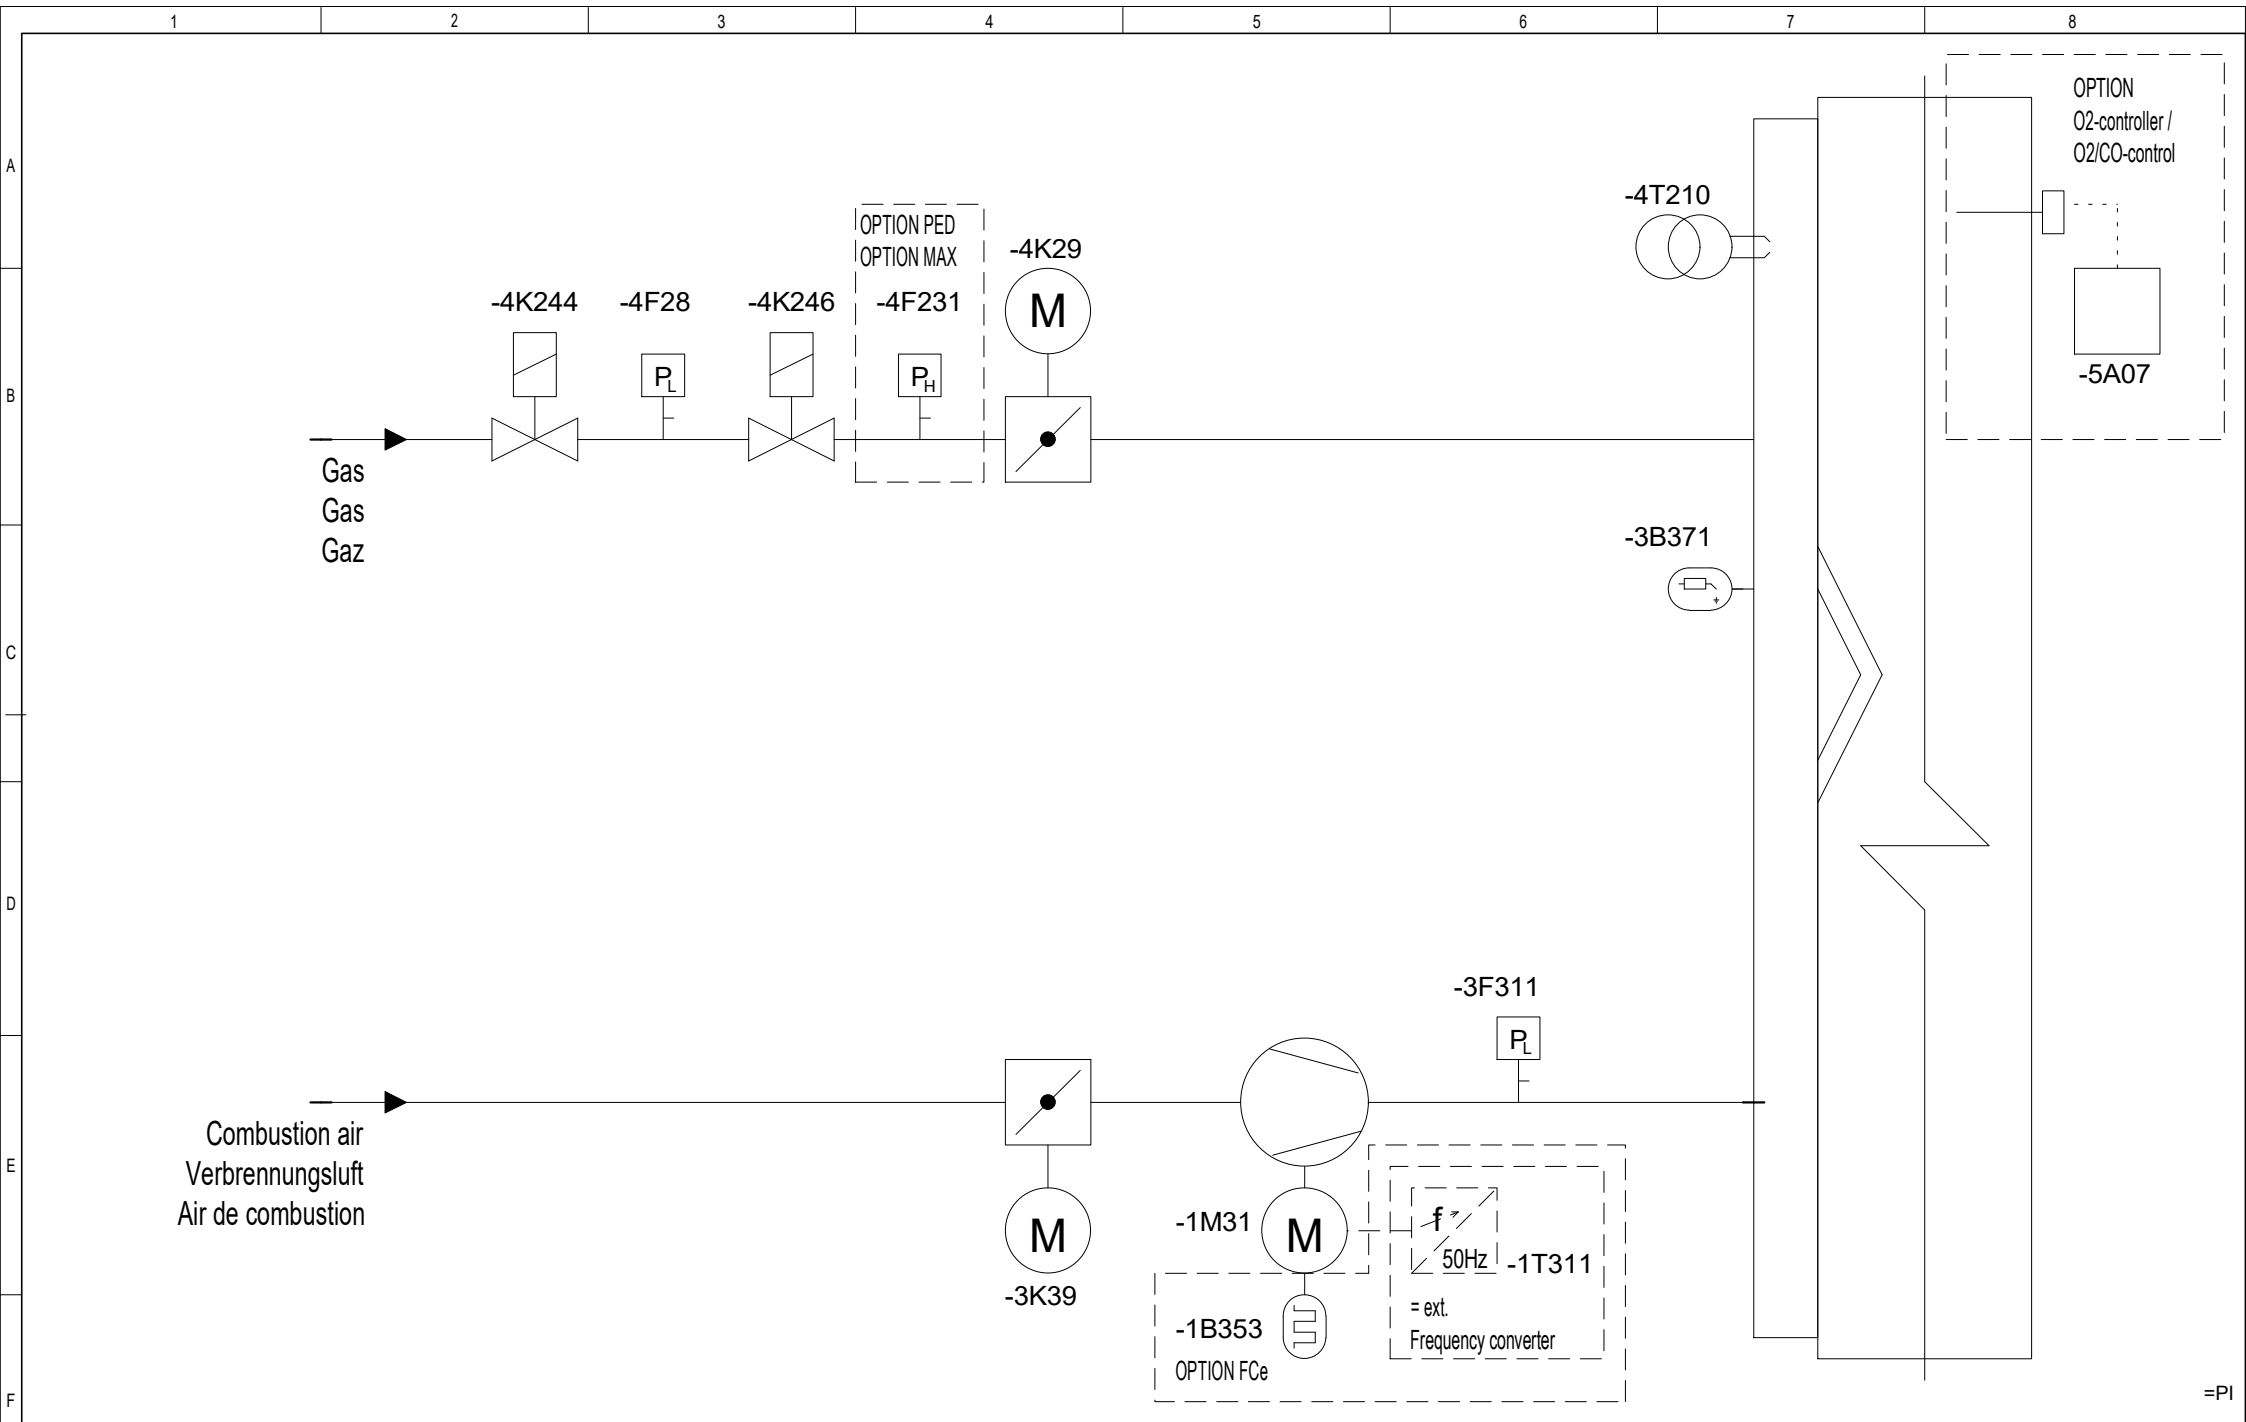 1 2 3 4 5 6 7 8
A
B
C
D
E
F
OPTION
O2-controller /
O2/CO-control
-5A07
-4T210
OPTION PED
OPTION MAX
-4K29
M
-4K244 -4F28 -4K246 -4F231
PL PH
Gas
Gas
Gaz
-3B371
-3F311
PL
Combustion air
Verbrennungsluft
Air de combustion
M
-3K39
-1M31 M
f
50Hz -1T311
= ext.
Frequency converter
-1B353
OPTION FCe
=PI